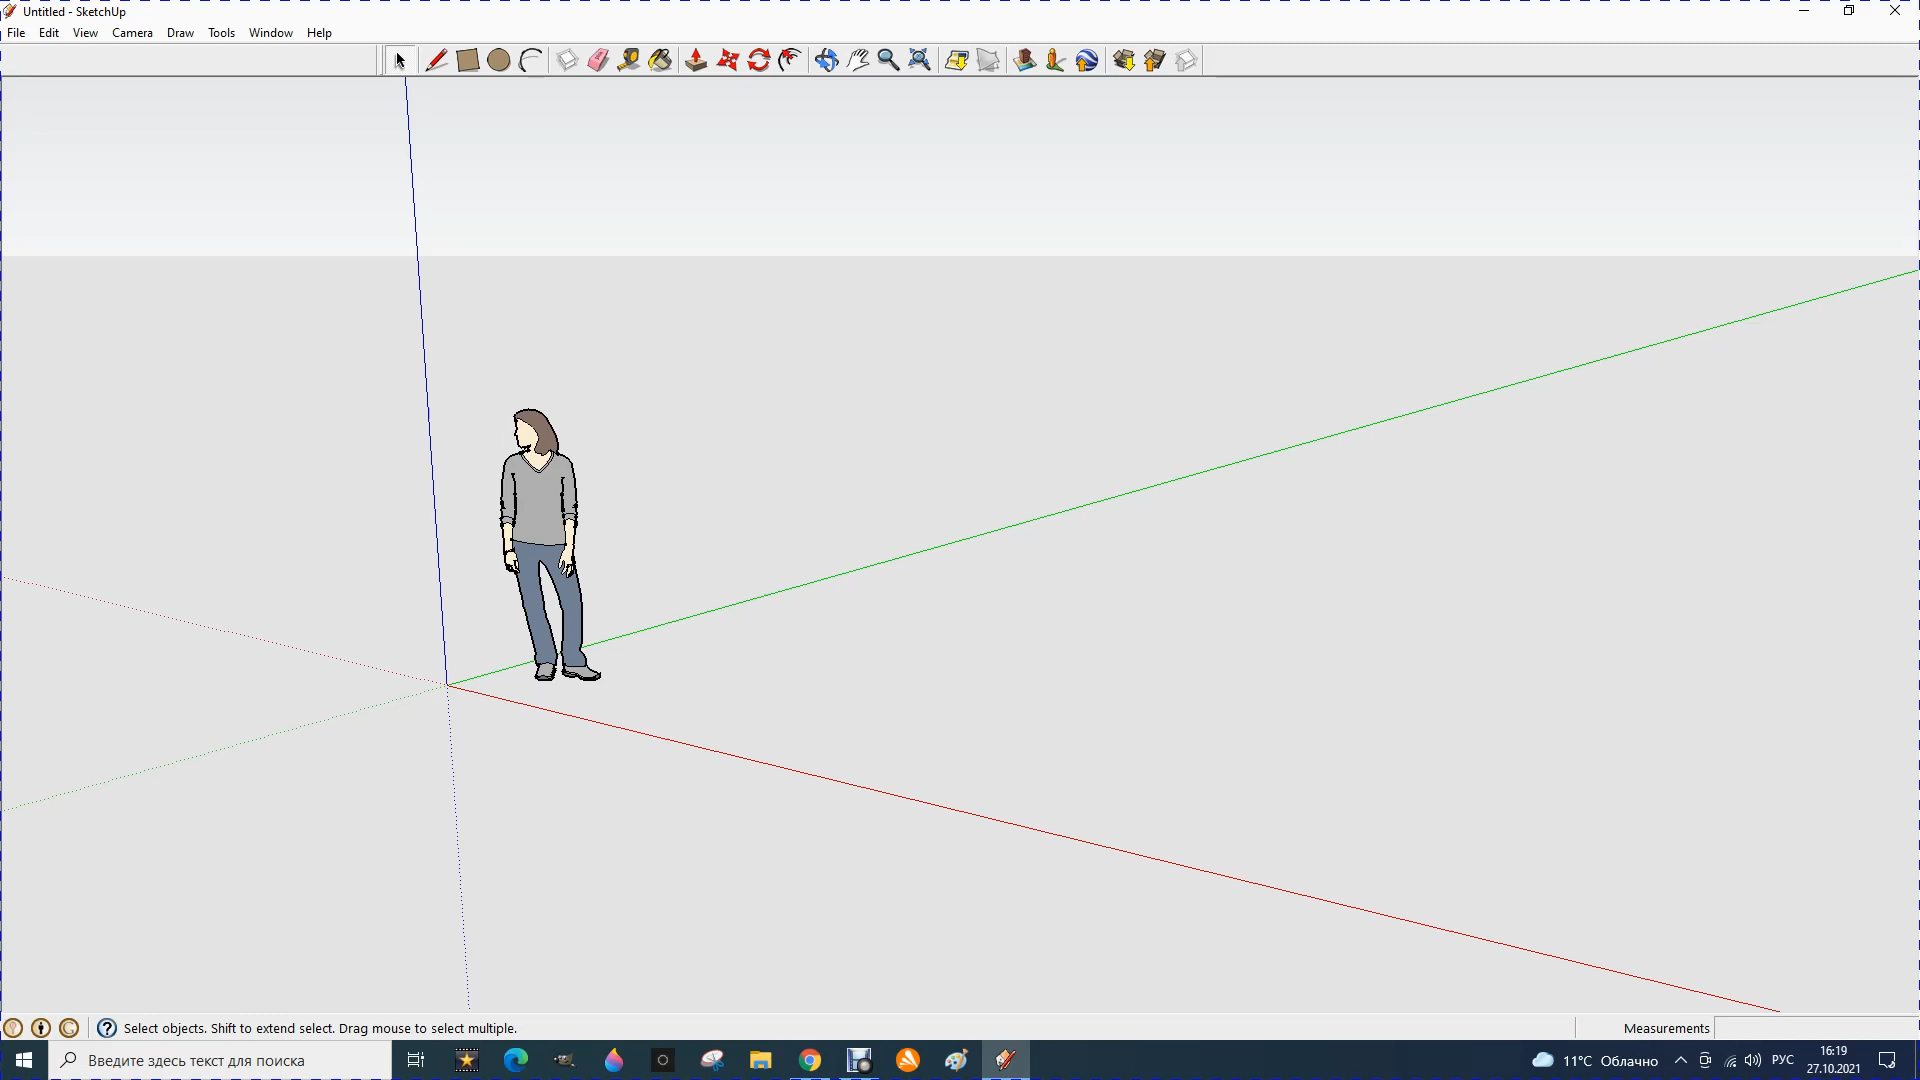 Untitled - SketchUp
File Edit View Camera Draw Tools Window Help
Select objects. Shift to extend select. Drag mouse to select multiple.
Measurements
Введите здесь текст для поиска
11°C Облачно
РУС
16:19
27.10.2021